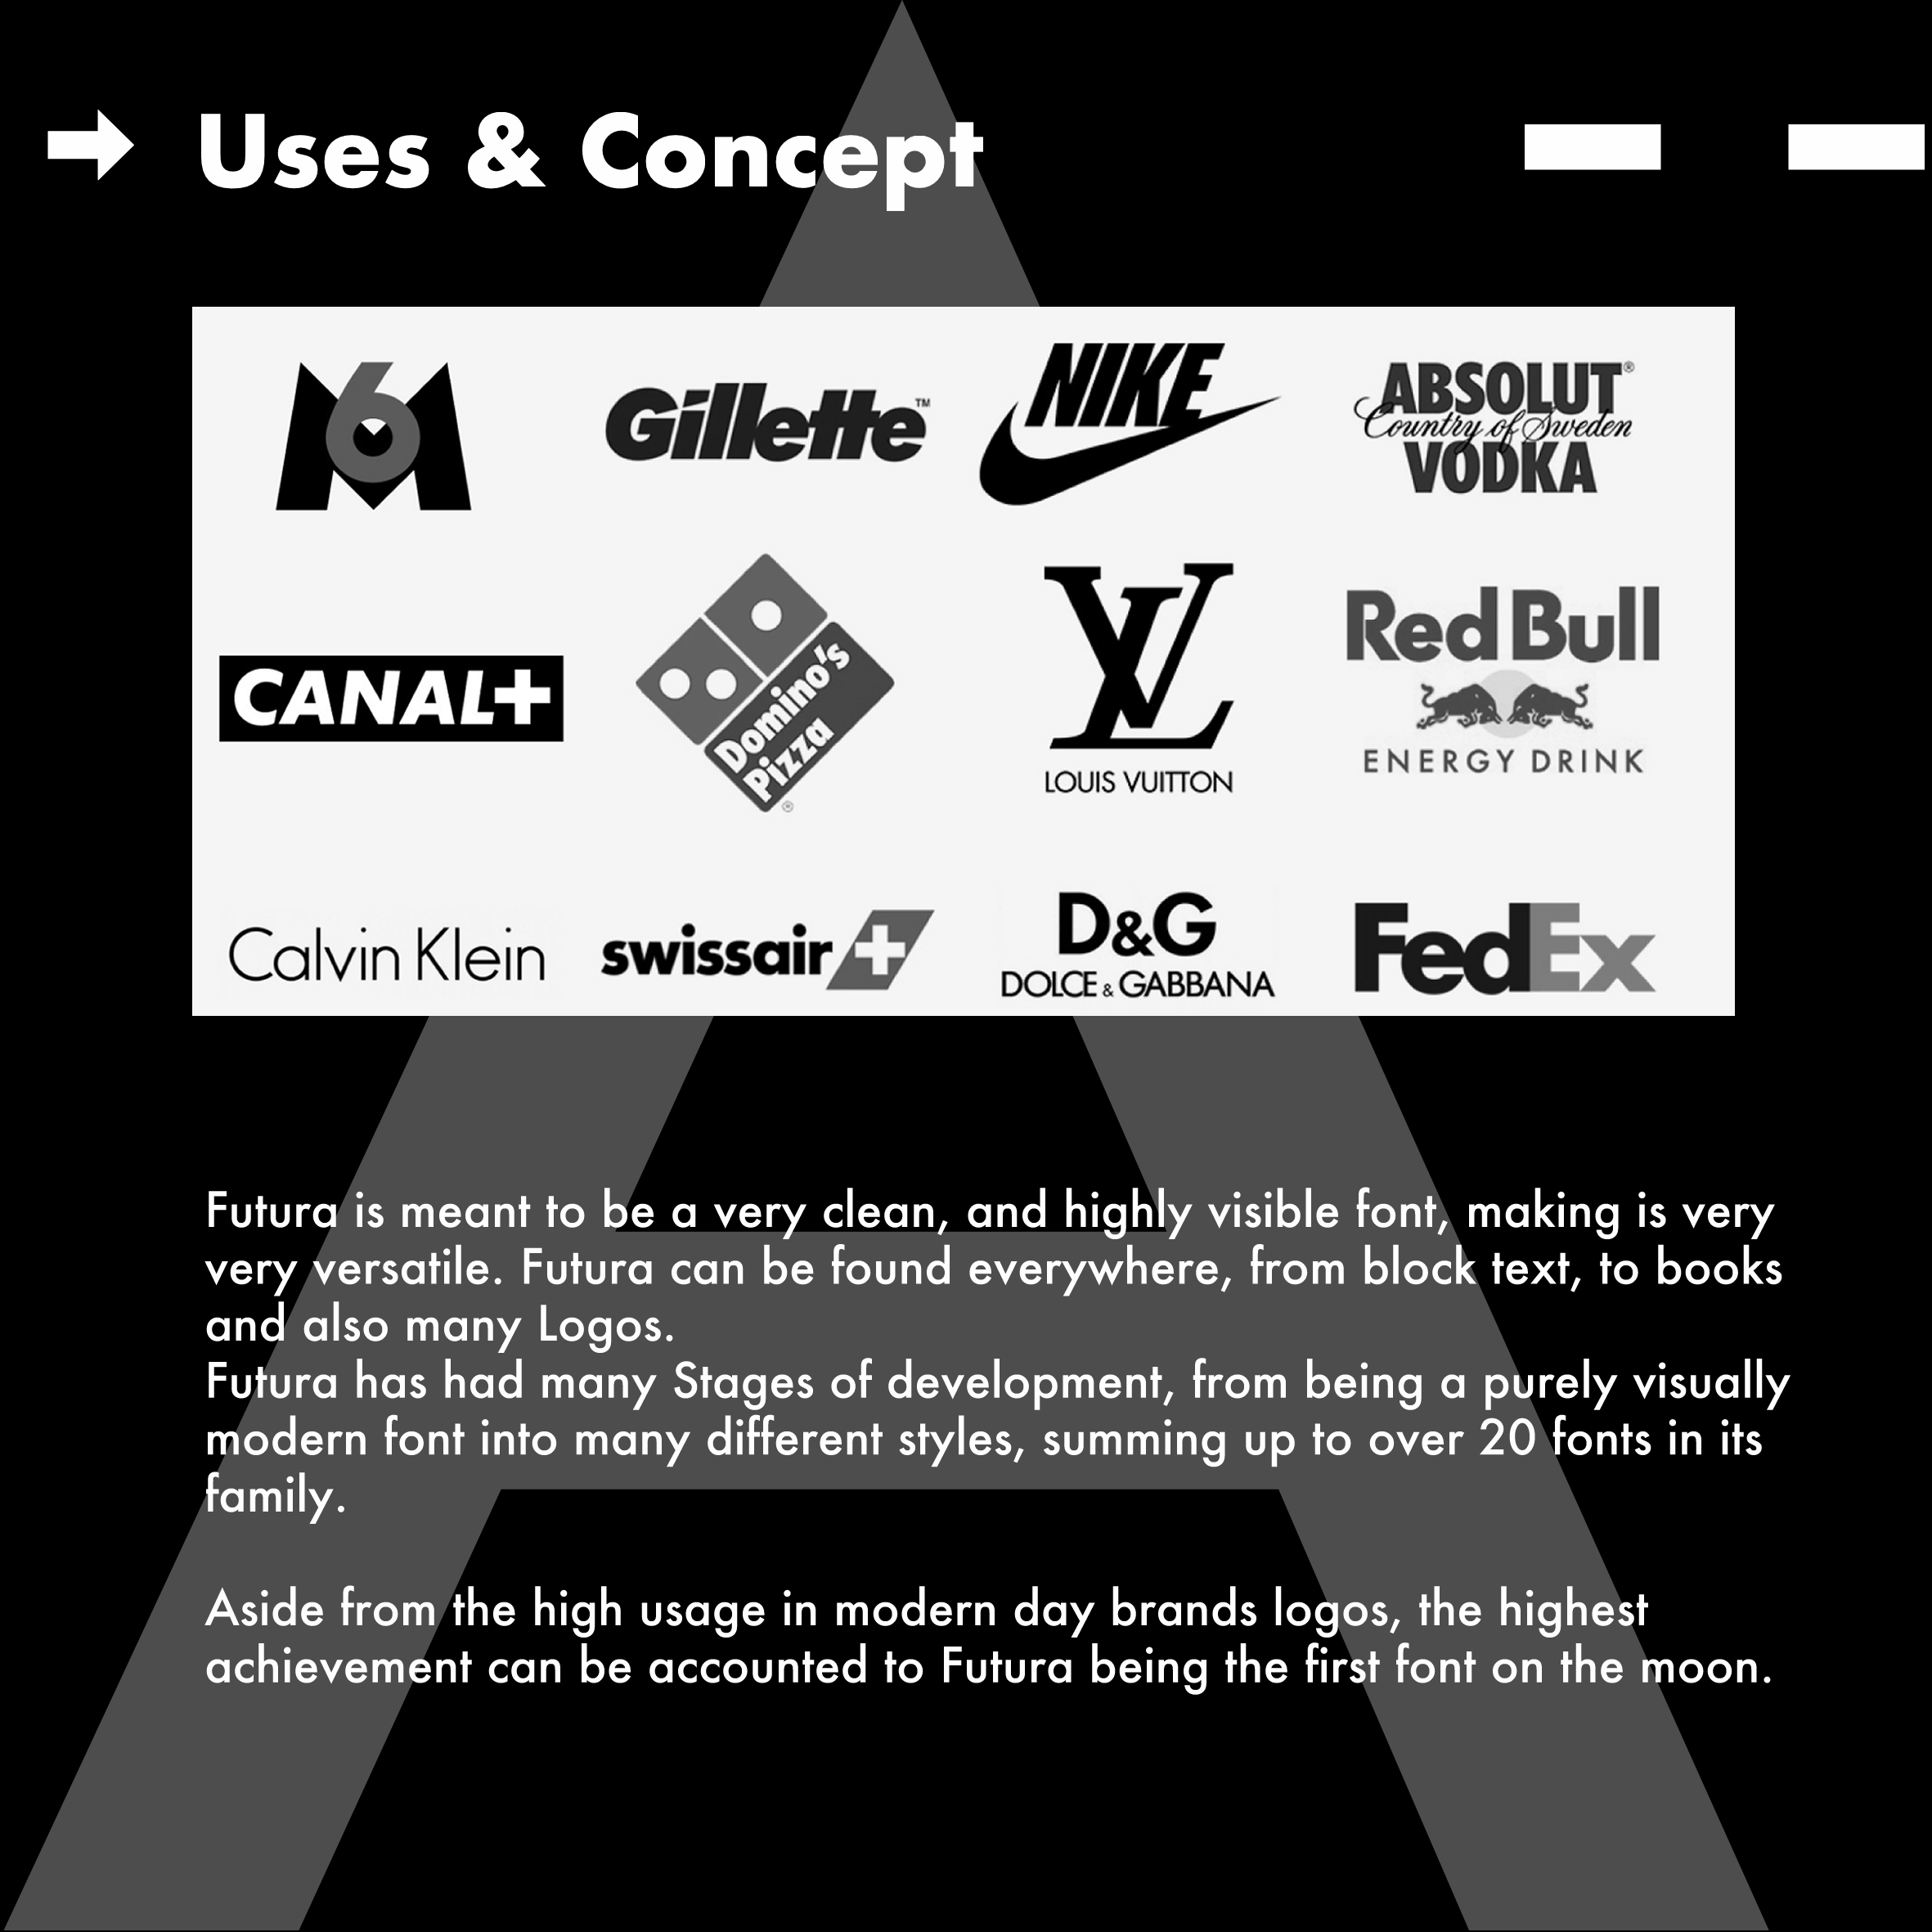 Uses & Concept
M6
Gillette™
NIKE
ABSOLUT®
Country of Sweden
VODKA
CANAL+
Domino's
Pizza
®
LV
LOUIS VUITTON
Red Bull
ENERGY DRINK
Calvin Klein
swissair
D&G
DOLCE & GABBANA
FedEx
Futura is meant to be a very clean, and highly visible font, making is very
very versatile. Futura can be found everywhere, from block text, to books
and also many Logos.
Futura has had many Stages of development, from being a purely visually
modern font into many different styles, summing up to over 20 fonts in its
family.
Aside from the high usage in modern day brands logos, the highest
achievement can be accounted to Futura being the first font on the moon.
A